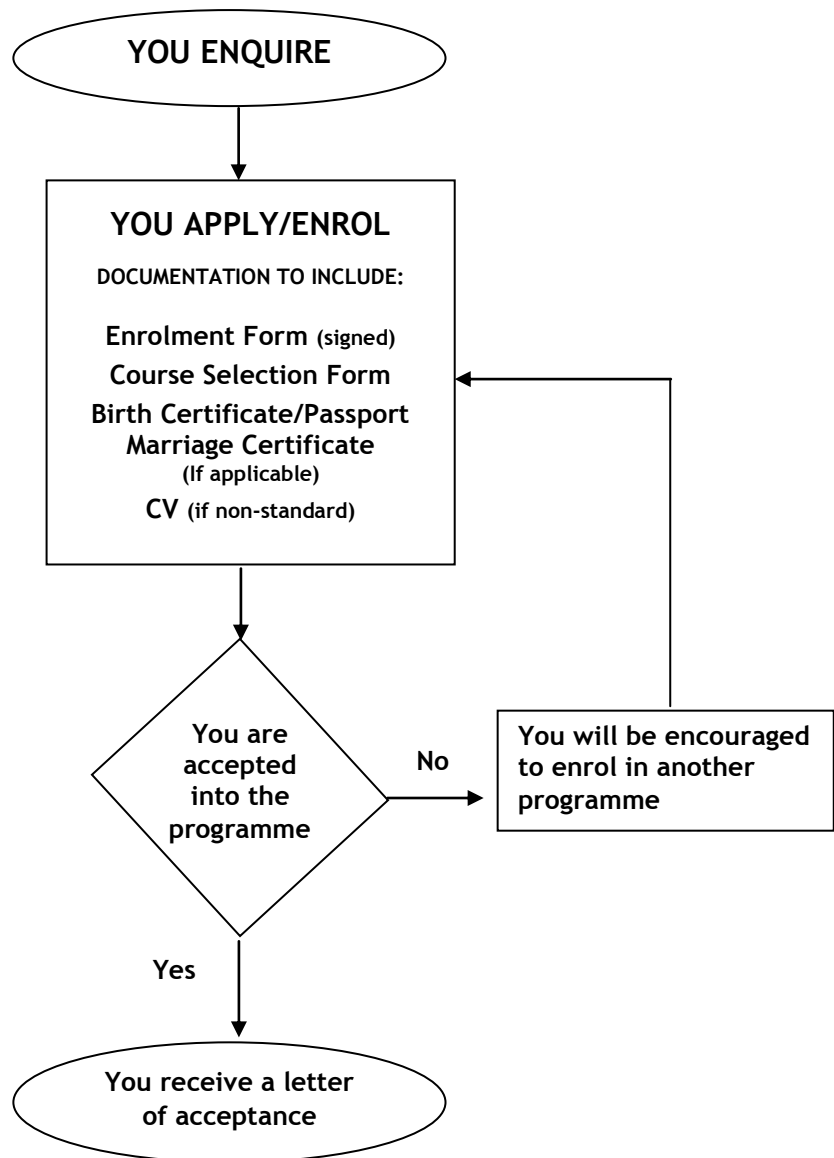 YOU ENQUIRE
YOU APPLY/ENROL
DOCUMENTATION TO INCLUDE:
Enrolment Form (signed)
Course Selection Form
Birth Certificate/Passport
Marriage Certificate
(If applicable)
CV (if non-standard)
You are
accepted
into the
programme
No
You will be encouraged
to enrol in another
programme
Yes
You receive a letter
of acceptance